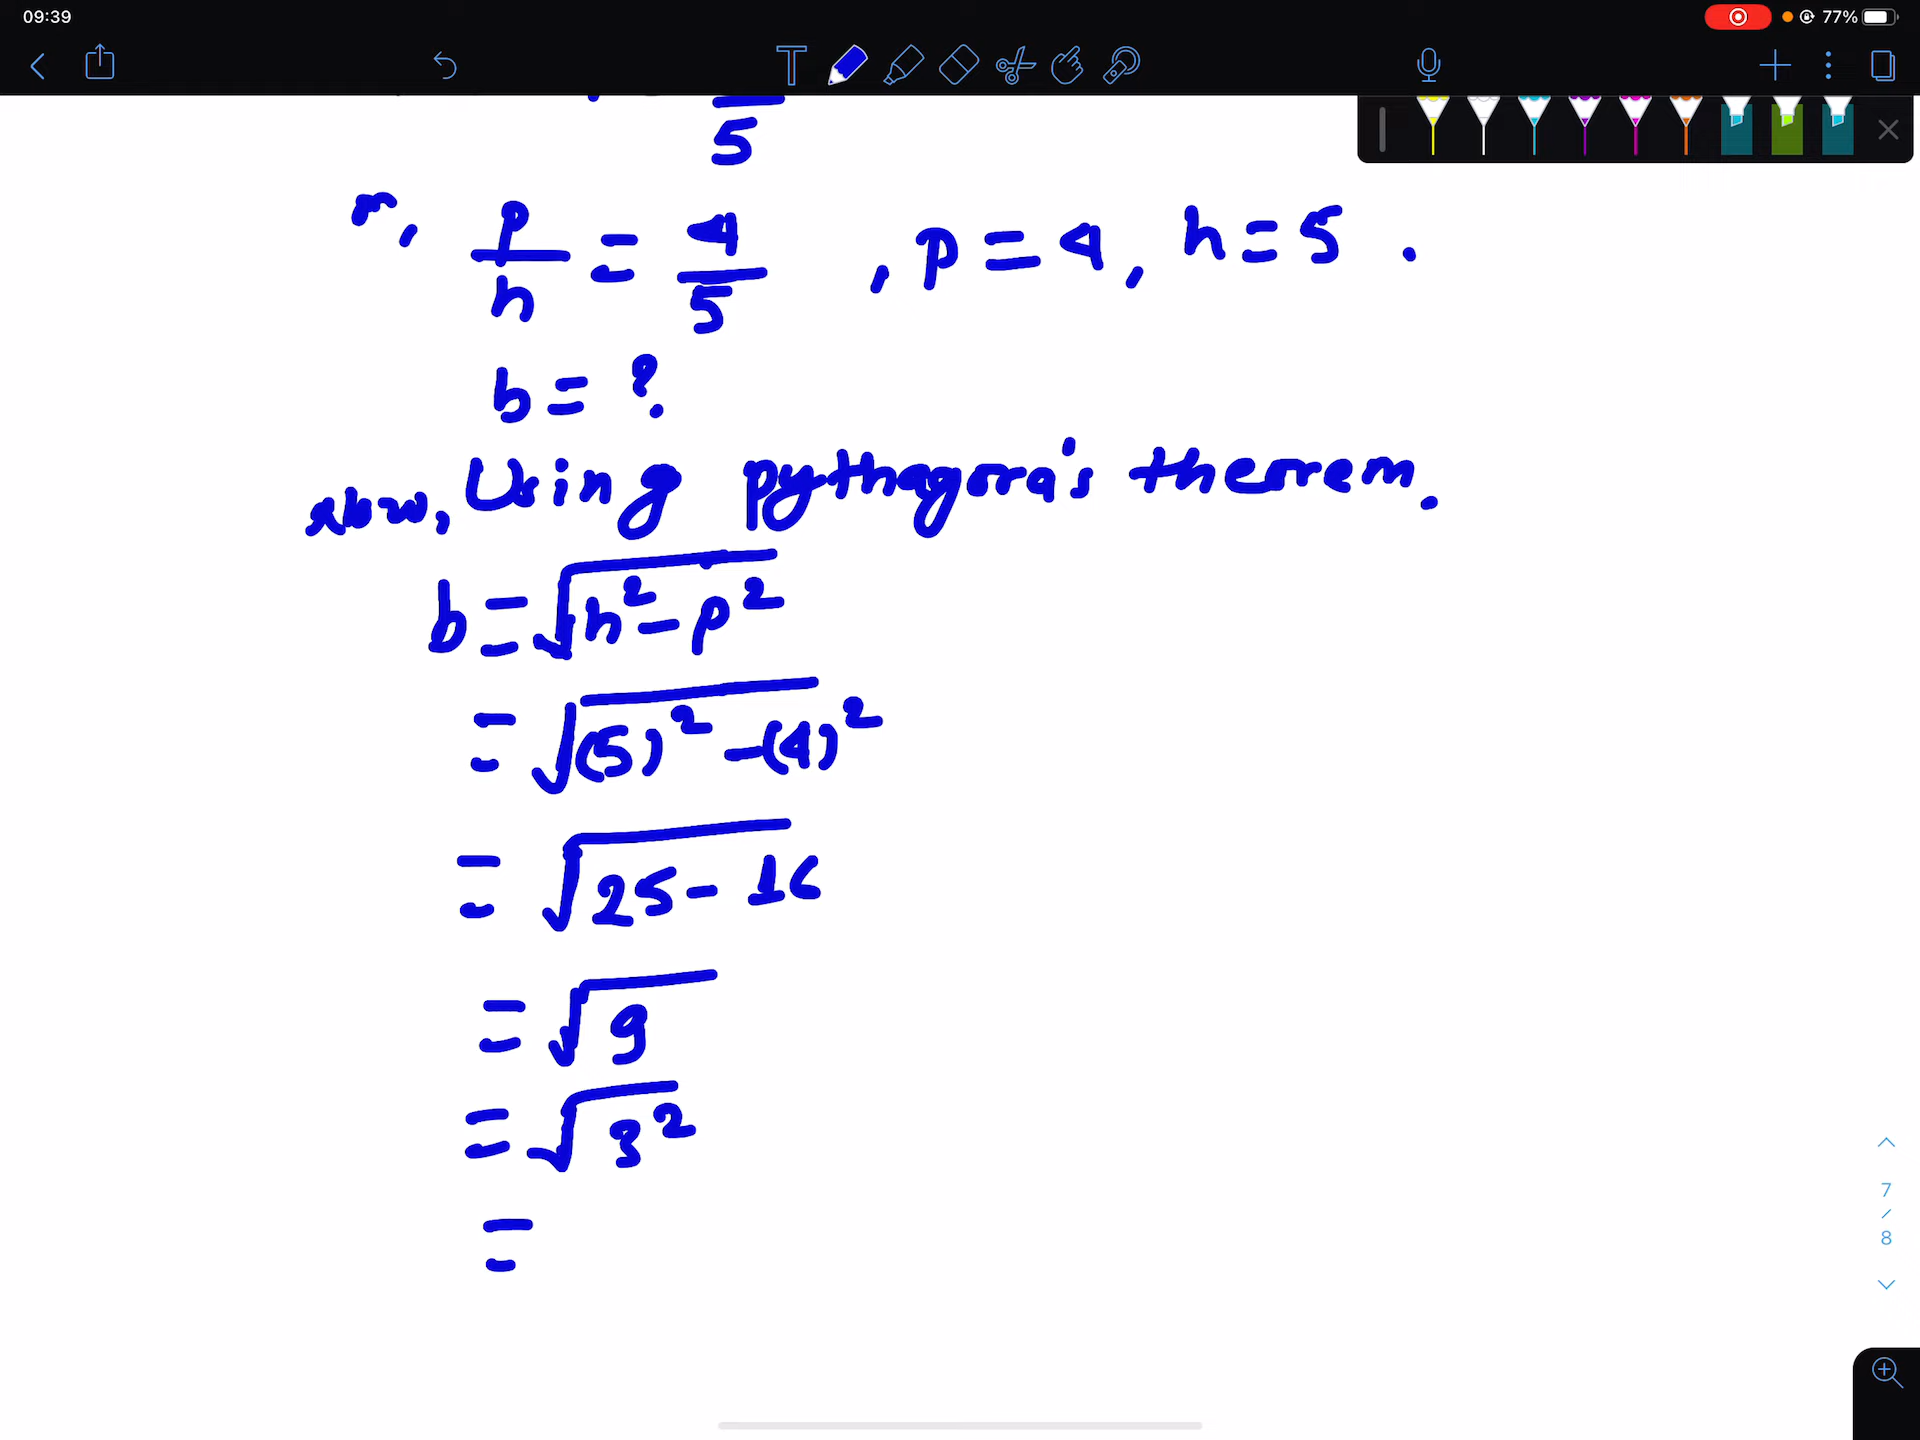 09:39
77%
5
or, p/h = 4/5 , p = 4, h = 5 .
b = ?
Now, Using pythagora's theorem.
b = √h² - p²
= √(5)² - (4)²
= √25 - 16
= √9
= √3²
=
7
/
8